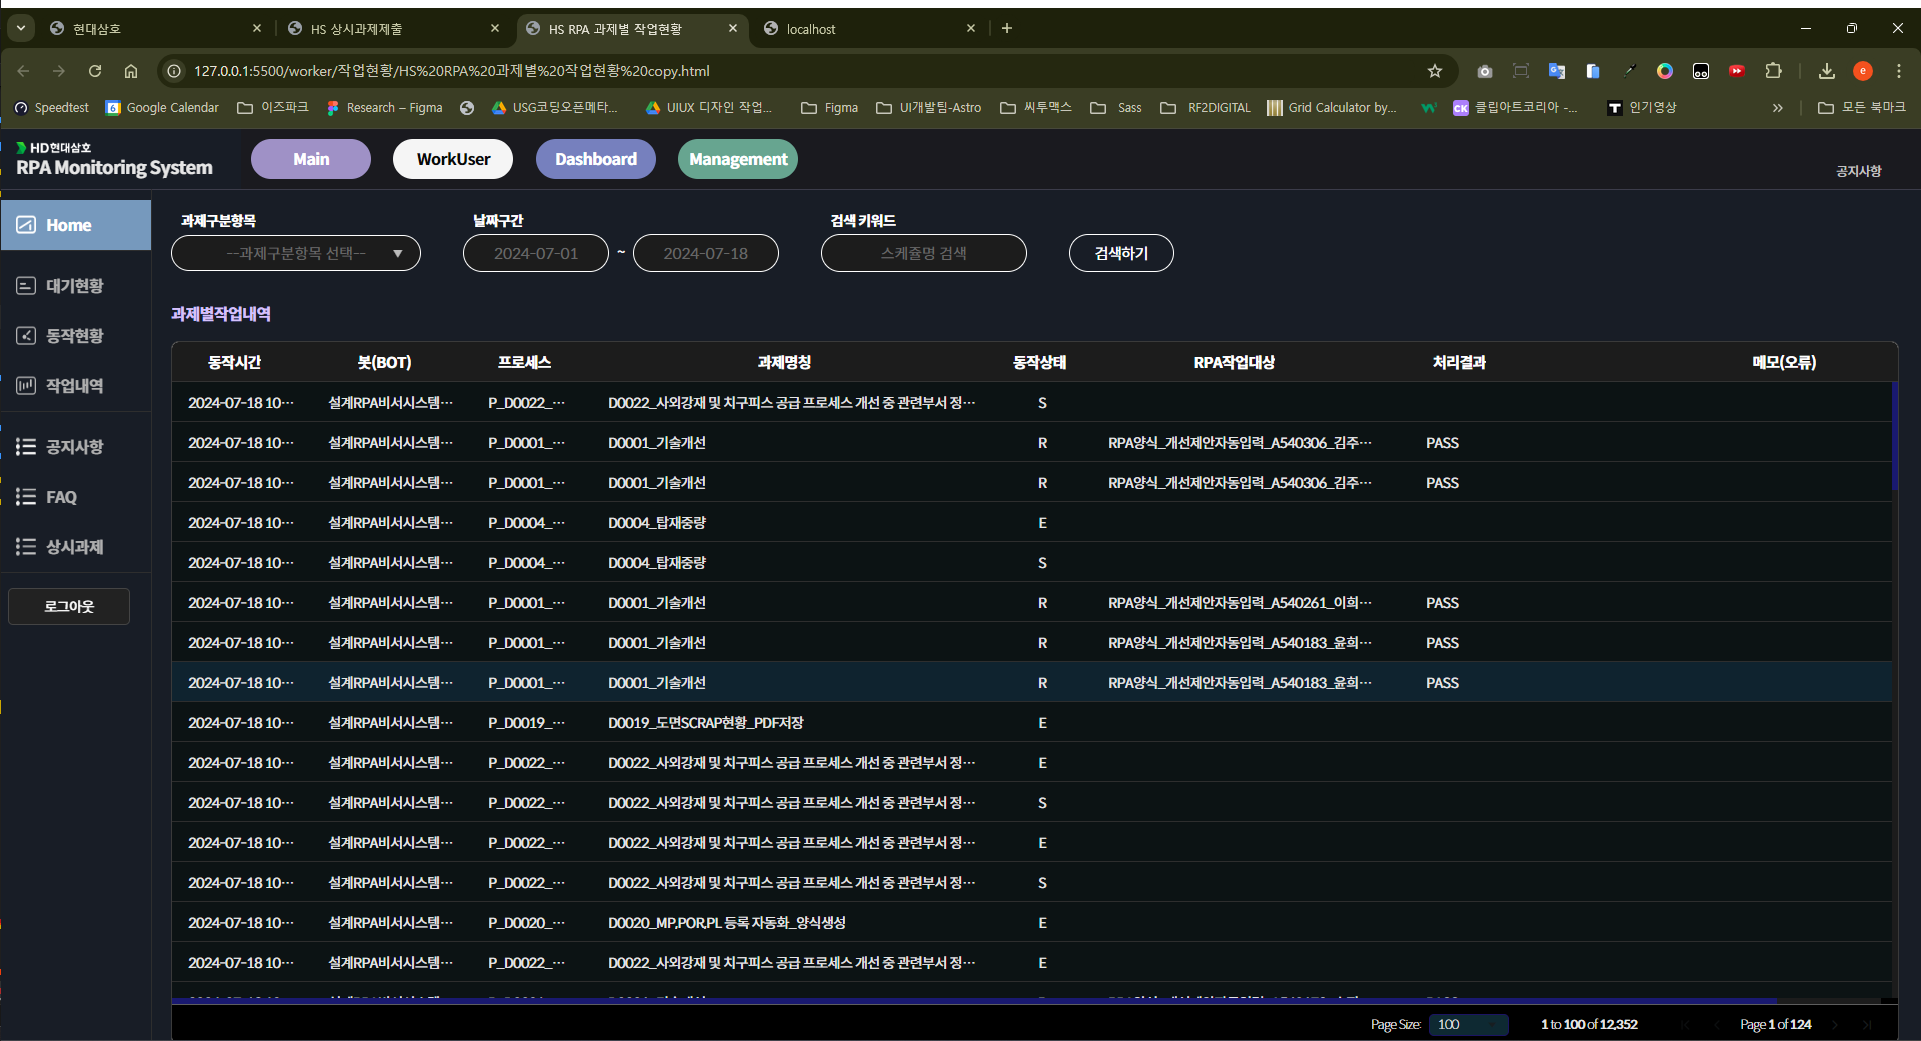 현대삼호
HS 상시과제제출
HS RPA 과제별 작업현황
localhost
127.0.0.1:5500/worker/작업현황/HS%20RPA%20과제별%20작업현황%20copy.html
Speedtest
Google Calendar
이즈파크
Research – Figma
USG코딩오픈메타...
UIUX 디자인 작업...
Figma
UI개발팀-Astro
씨투맥스
Sass
RF2DIGITAL
Grid Calculator by...
클립아트코리아 -...
인기영상
모든 북마크
HD현대삼호
RPA Monitoring System
Main
WorkUser
Dashboard
Management
공지사항
Home
대기현황
동작현황
작업내역
공지사항
FAQ
상시과제
로그아웃
과제구분항목
날짜구간
검색 키워드
--과제구분항목 선택--
2024-07-01
~
2024-07-18
스케쥴명 검색
검색하기
과제별작업내역
동작시간 봇(BOT) 프로세스 과제명칭 동작상태 RPA작업대상 처리결과 메모(오류)
2024-07-18 10… 설계RPA비서시스템… P_D0022_… D0022_사외강재 및 치구피스 공급 프로세스 개선 중 관련부서 정… S
2024-07-18 10… 설계RPA비서시스템… P_D0001_… D0001_기술개선 R RPA양식_개선제안자동입력_A540306_김주… PASS
2024-07-18 10… 설계RPA비서시스템… P_D0001_… D0001_기술개선 R RPA양식_개선제안자동입력_A540306_김주… PASS
2024-07-18 10… 설계RPA비서시스템… P_D0004_… D0004_탑재중량 E
2024-07-18 10… 설계RPA비서시스템… P_D0004_… D0004_탑재중량 S
2024-07-18 10… 설계RPA비서시스템… P_D0001_… D0001_기술개선 R RPA양식_개선제안자동입력_A540261_이희… PASS
2024-07-18 10… 설계RPA비서시스템… P_D0001_… D0001_기술개선 R RPA양식_개선제안자동입력_A540183_윤희… PASS
2024-07-18 10… 설계RPA비서시스템… P_D0001_… D0001_기술개선 R RPA양식_개선제안자동입력_A540183_윤희… PASS
2024-07-18 10… 설계RPA비서시스템… P_D0019_… D0019_도면SCRAP현황_PDF저장 E
2024-07-18 10… 설계RPA비서시스템… P_D0022_… D0022_사외강재 및 치구피스 공급 프로세스 개선 중 관련부서 정… E
2024-07-18 10… 설계RPA비서시스템… P_D0022_… D0022_사외강재 및 치구피스 공급 프로세스 개선 중 관련부서 정… S
2024-07-18 10… 설계RPA비서시스템… P_D0022_… D0022_사외강재 및 치구피스 공급 프로세스 개선 중 관련부서 정… E
2024-07-18 10… 설계RPA비서시스템… P_D0022_… D0022_사외강재 및 치구피스 공급 프로세스 개선 중 관련부서 정… S
2024-07-18 10… 설계RPA비서시스템… P_D0020_… D0020_MP,POR,PL 등록 자동화_양식생성 E
2024-07-18 10… 설계RPA비서시스템… P_D0022_… D0022_사외강재 및 치구피스 공급 프로세스 개선 중 관련부서 정… E
Page Size: 100 1 to 100 of 12,352 Page 1 of 124